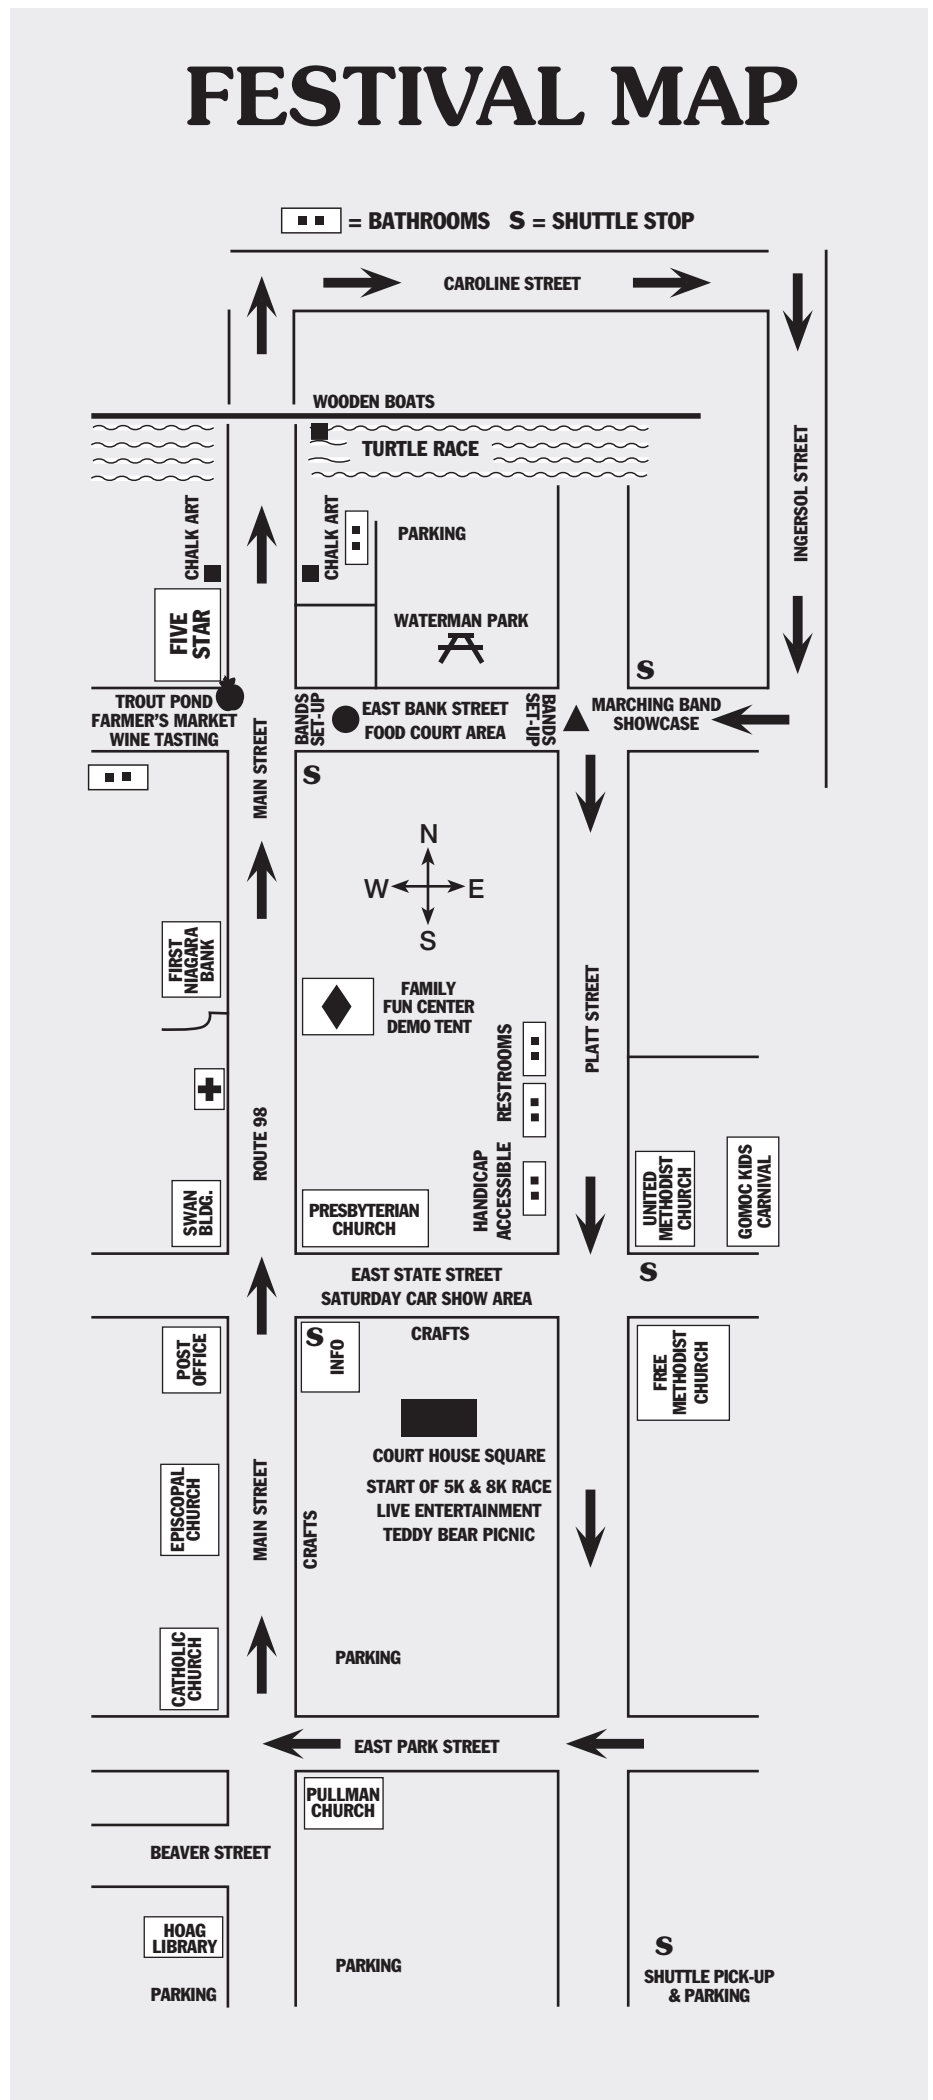 FESTIVAL MAP
= BATHROOMS S = SHUTTLE STOP
CAROLINE STREET
INGERSOL STREET
WOODEN BOATS
TURTLE RACE
CHALK ART
CHALK ART
PARKING
FIVE
STAR
WATERMAN PARK
S
TROUT POND
FARMER'S MARKET
WINE TASTING
BANDS
SET-UP
EAST BANK STREET
FOOD COURT AREA
BANDS
SET-UP
MARCHING BAND
SHOWCASE
MAIN STREET
S
N
W E
S
FIRST
NIAGARA
BANK
FAMILY
FUN CENTER
DEMO TENT
PLATT STREET
RESTROOMS
ROUTE 98
HANDICAP
ACCESSIBLE
SWAN
BLDG.
PRESBYTERIAN
CHURCH
UNITED
METHODIST
CHURCH
GOMOC KIDS
CARNIVAL
EAST STATE STREET
SATURDAY CAR SHOW AREA
S
POST
OFFICE
S
INFO
CRAFTS
FREE
METHODIST
CHURCH
COURT HOUSE SQUARE
START OF 5K & 8K RACE
LIVE ENTERTAINMENT
TEDDY BEAR PICNIC
EPISCOPAL
CHURCH
MAIN STREET
CRAFTS
CATHOLIC
CHURCH
PARKING
EAST PARK STREET
PULLMAN
CHURCH
BEAVER STREET
HOAG
LIBRARY
PARKING
PARKING
S
SHUTTLE PICK-UP
& PARKING